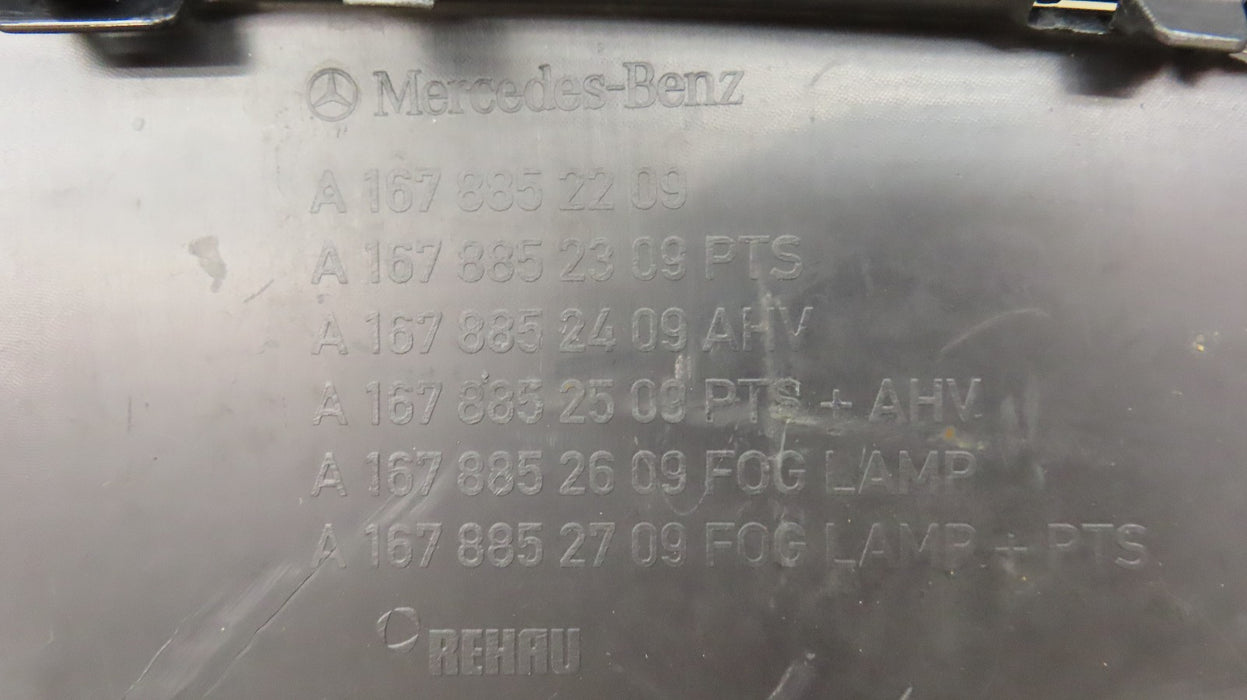 Mercedes-Benz
A 167 885 22 09
A 167 885 23 09 PTS
A 167 885 24 09 AHV
A 167 885 25 09 PTS + AHV
A 167 885 26 09 FOG LAMP
A 167 885 27 09 FOG LAMP + PTS
REHAU